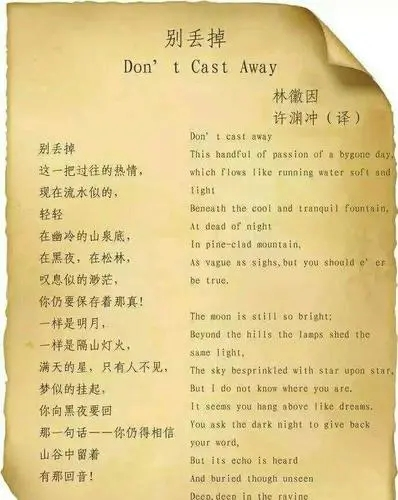 别丢掉
Don't Cast Away
林徽因
许渊冲（译）
别丢掉
这一把过往的热情，
现在流水似的，
轻轻
在幽冷的山泉底，
在黑夜，在松林，
叹息似的渺茫，
你仍要保存着那真！
一样是明月，
一样是隔山灯火，
满天的星，只有人不见，
梦似的挂起，
你向黑夜要回
那一句话——你仍得相信
山谷中留着
有那回音！
Don't cast away
This handful of passion of a bygone day,
which flows like running water soft and
light
Beneath the cool and tranquil fountain,
At dead of night
In pine-clad mountain,
As vague as sighs,but you should e'er
be true.
The moon is still so bright;
Beyond the hills the lamps shed the
same light,
The sky besprinkled with star upon star,
But I do not know where you are.
It seems you hang above like dreams.
You ask the dark night to give back
your word,
But its echo is heard
And buried though unseen
Deep,deep in the ravine